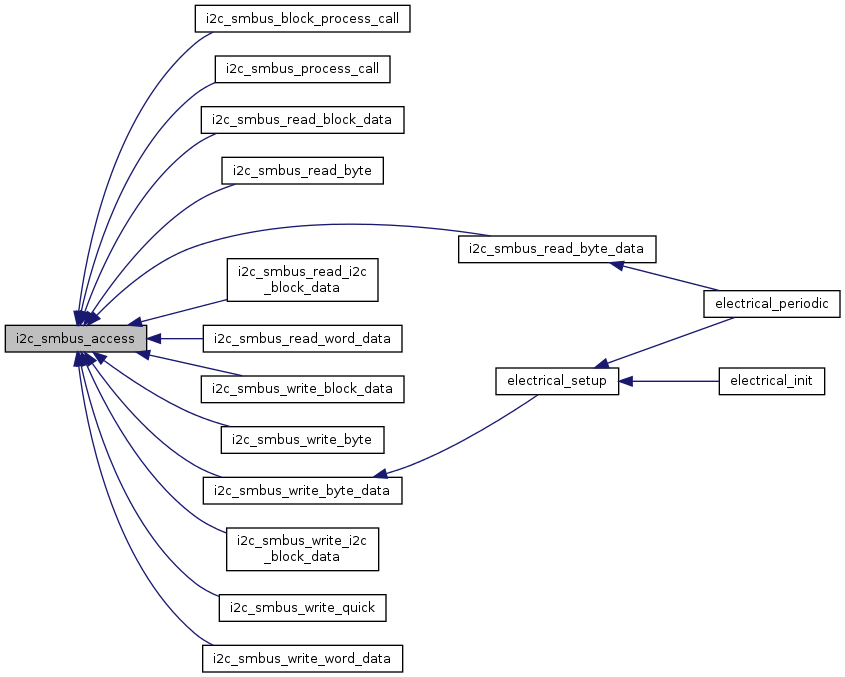 i2c_smbus_block_process_call
i2c_smbus_process_call
i2c_smbus_read_block_data
i2c_smbus_read_byte
i2c_smbus_read_byte_data
i2c_smbus_read_i2c
_block_data
electrical_periodic
i2c_smbus_access
i2c_smbus_read_word_data
i2c_smbus_write_block_data
electrical_setup
electrical_init
i2c_smbus_write_byte
i2c_smbus_write_byte_data
i2c_smbus_write_i2c
_block_data
i2c_smbus_write_quick
i2c_smbus_write_word_data